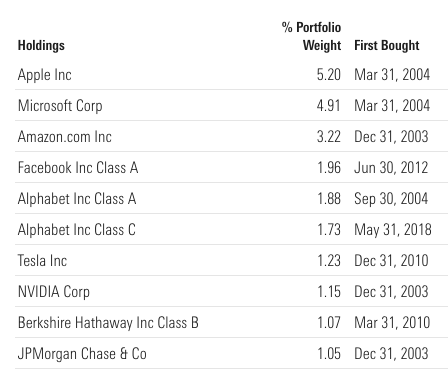 % Portfolio
Holdings Weight First Bought
Apple Inc 5.20 Mar 31, 2004
Microsoft Corp 4.91 Mar 31, 2004
Amazon.com Inc 3.22 Dec 31, 2003
Facebook Inc Class A 1.96 Jun 30, 2012
Alphabet Inc Class A 1.88 Sep 30, 2004
Alphabet Inc Class C 1.73 May 31, 2018
Tesla Inc 1.23 Dec 31, 2010
NVIDIA Corp 1.15 Dec 31, 2003
Berkshire Hathaway Inc Class B 1.07 Mar 31, 2010
JPMorgan Chase & Co 1.05 Dec 31, 2003